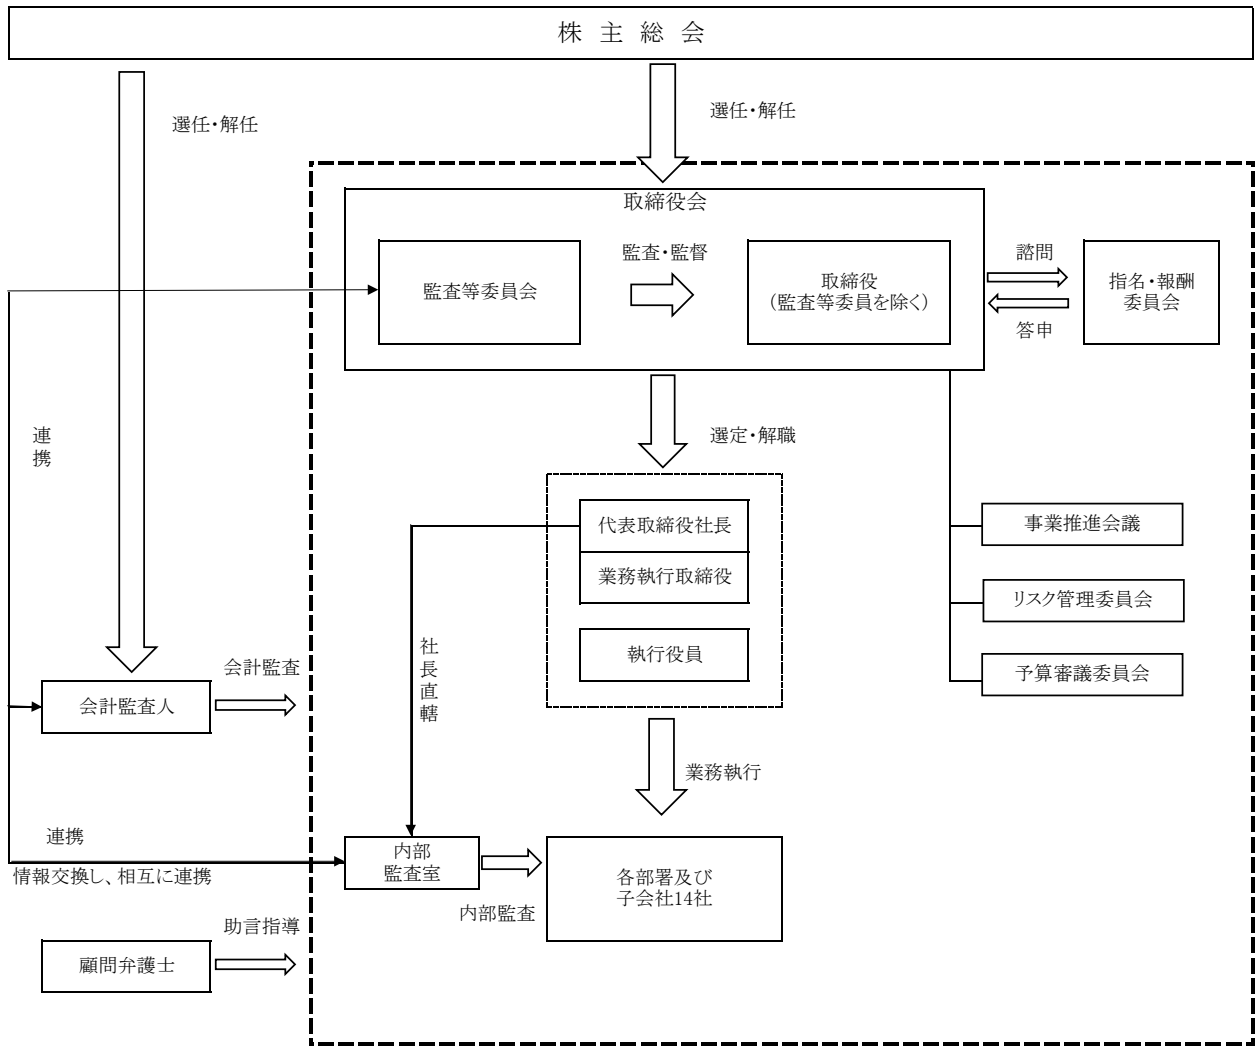 株主総会
選任・解任
選任・解任
取締役会
監査等委員会
監査・監督
取締役
(監査等委員を除く)
諮問
答申
指名・報酬
委員会
連
携
選定・解職
代表取締役社長
業務執行取締役
執行役員
事業推進会議
リスク管理委員会
予算審議委員会
社
長
直
轄
会計監査
会計監査人
業務執行
連携
情報交換し、相互に連携
内部
監査室
内部監査
各部署及び
子会社14社
助言指導
顧問弁護士